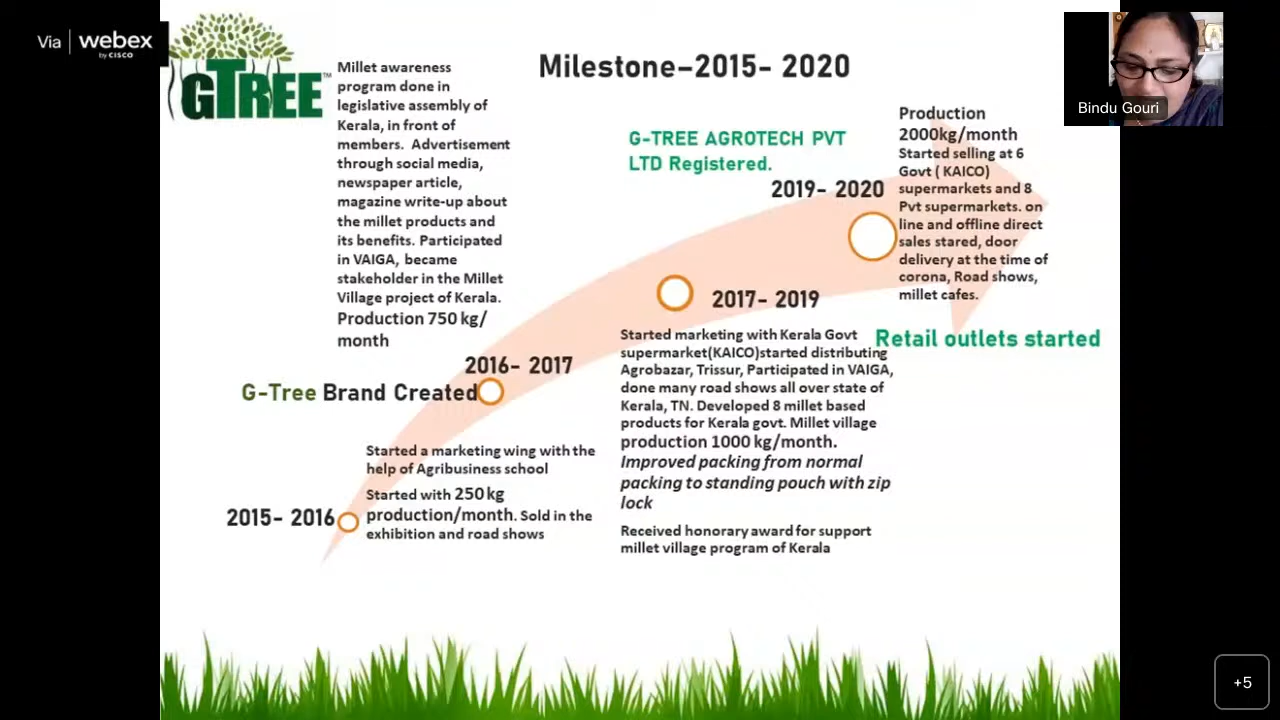 Via | webex
by CISCO
GTREE™
Milestone-2015- 2020
Millet awareness
program done in
legislative assembly of
Kerala, in front of
members. Advertisement
through social media,
newspaper article,
magazine write-up about
the millet products and
its benefits. Participated
in VAIGA, became
stakeholder in the Millet
Village project of Kerala.
Production 750 kg/
month
2016- 2017
G-Tree Brand Created
Started a marketing wing with the
help of Agribusiness school
Started with 250 kg
production/month. Sold in the
exhibition and road shows
2015- 2016
G-TREE AGROTECH PVT
LTD Registered.
2019- 2020
2017- 2019
Started marketing with Kerala Govt
supermarket(KAICO)started distributing
Agrobazar, Trissur, Participated in VAIGA,
done many road shows all over state of
Kerala, TN. Developed 8 millet based
products for Kerala govt. Millet village
production 1000 kg/month.
Improved packing from normal
packing to standing pouch with zip
lock
Received honorary award for support
millet village program of Kerala
Production
2000kg/month
Started selling at 6
Govt ( KAICO)
supermarkets and 8
Pvt supermarkets. on
line and offline direct
sales stared, door
delivery at the time of
corona, Road shows,
millet cafes.
Retail outlets started
Bindu Gouri
+5